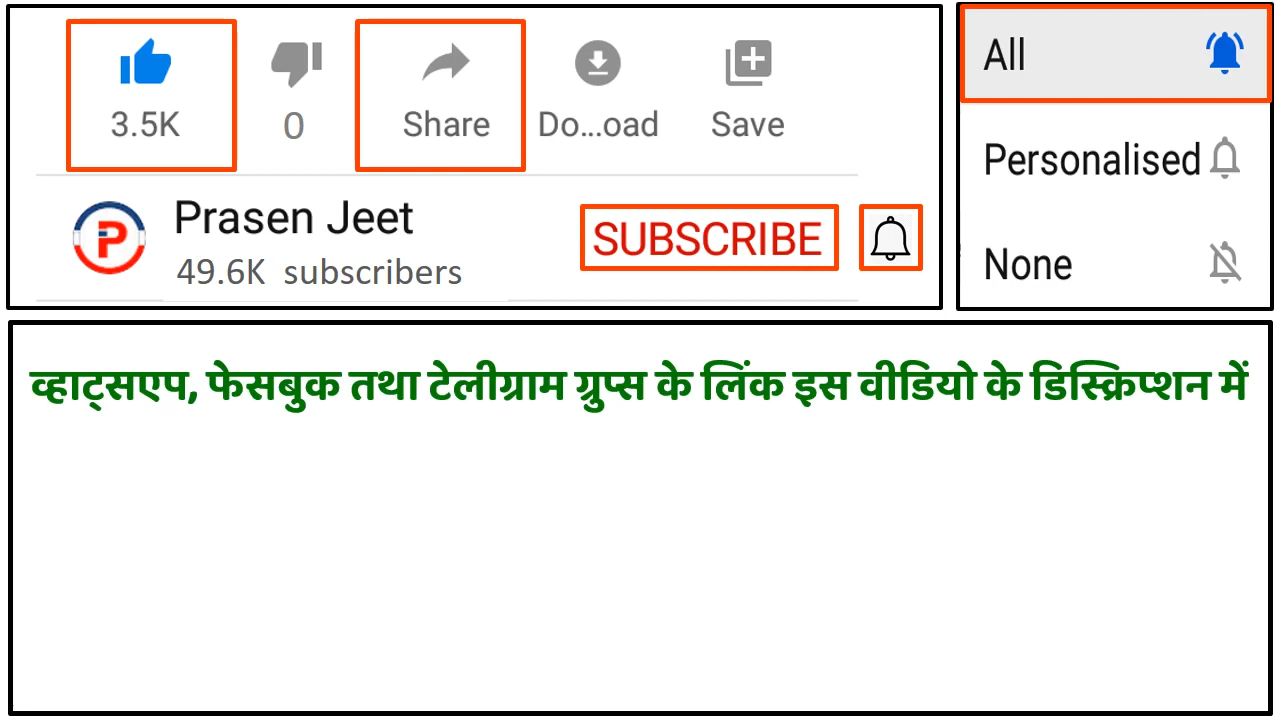 3.5K
0
Share
Do...oad
Save
Prasen Jeet
49.6K subscribers
SUBSCRIBE
All
Personalised
None
व्हाट्सएप, फेसबुक तथा टेलीग्राम ग्रुप्स के लिंक इस वीडियो के डिस्क्रिप्शन में